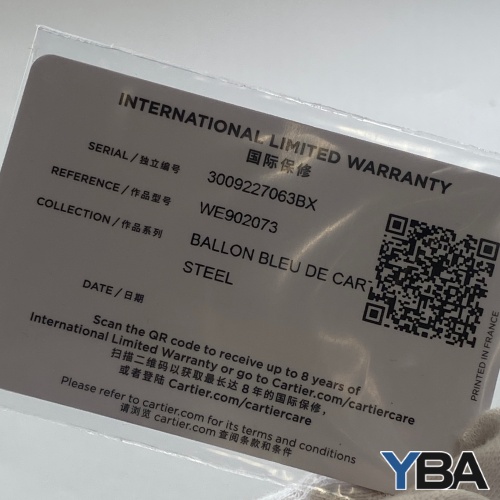 INTERNATIONAL LIMITED WARRANTY
国际保修
SERIAL / 独立编号 3009227063BX
REFERENCE / 作品型号 WE902073
COLLECTION / 作品系列 BALLON BLEU DE CAR
STEEL
DATE / 日期
Scan the QR code to receive up to 8 years of
International Limited Warranty or go to Cartier.com/cartiercare
扫描二维码以获取最长达 8 年的国际保修，
或者登陆 Cartier.com/cartiercare
Please refer to cartier.com for its terms and conditions
请浏览 cartier.com 查阅条款和条件
PRINTED IN FRANCE
YBA